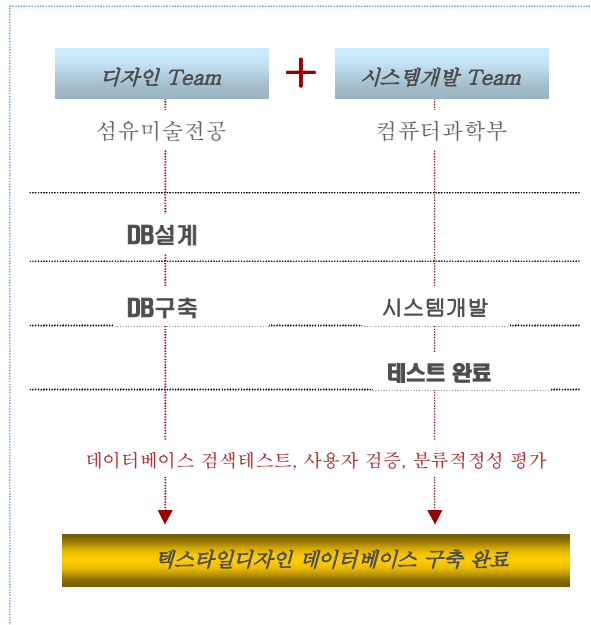 디자인 Team + 시스템개발 Team
섬유미술전공 컴퓨터과학부
DB설계
DB구축 시스템개발
테스트 완료
데이터베이스 검색테스트, 사용자 검증, 분류적정성 평가
텍스타일디자인 데이터베이스 구축 완료